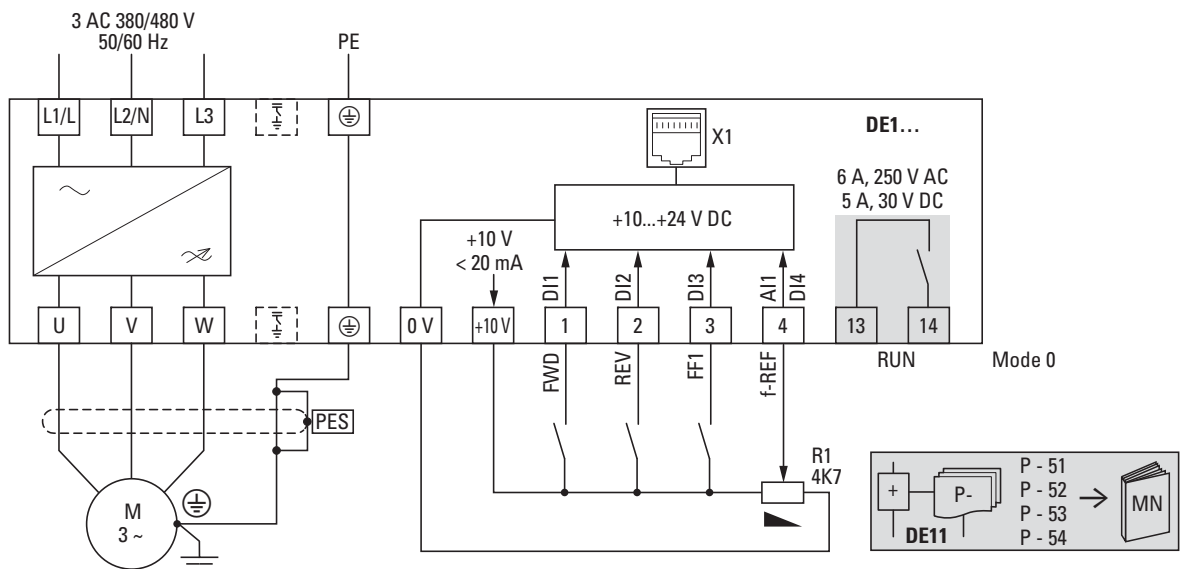 3 AC 380/480 V
50/60 Hz
PE
L1/L
L2/N
L3
X1
DE1…
6 A, 250 V AC
5 A, 30 V DC
+10...+24 V DC
+10 V
< 20 mA
DI1
DI2
DI3
AI1
DI4
U
V
W
0 V
+10 V
1
2
3
4
13
14
FWD
REV
FF1
f-REF
RUN
Mode 0
PES
R1
4K7
M
3 ~
+
P-
DE11
P - 51
P - 52
P - 53
P - 54
MN